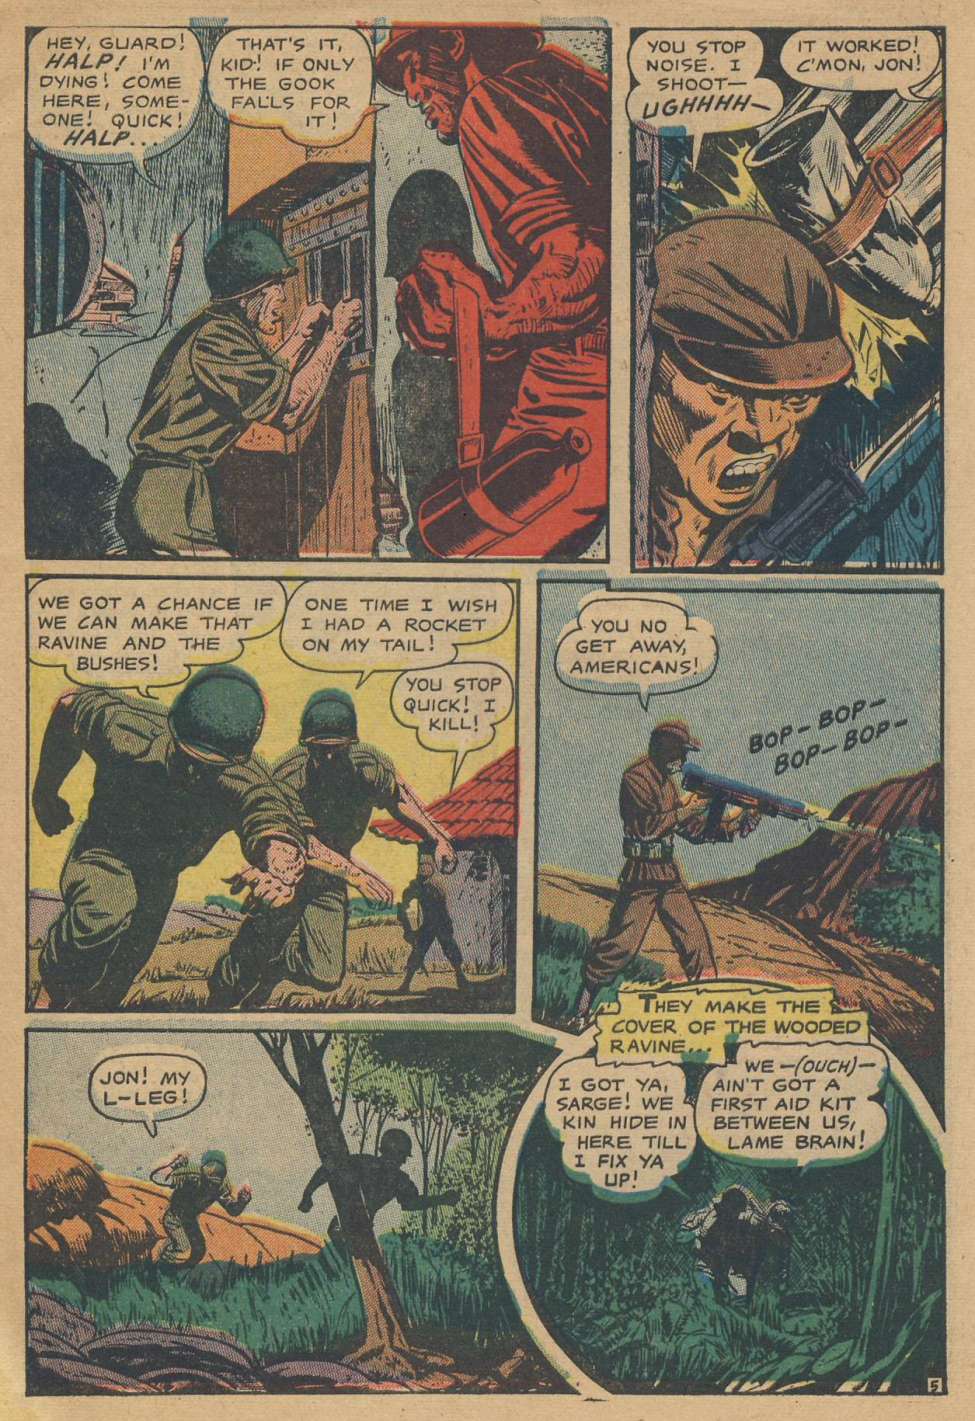 HEY, GUARD!
HALP! I'M
DYING! COME
HERE, SOME-
ONE! QUICK!
HALP...
THAT'S IT,
KID! IF ONLY
THE GOOK
FALLS FOR
IT!
YOU STOP
NOISE. I
SHOOT—
UGHHHH—
IT WORKED!
C'MON, JON!
WE GOT A CHANCE IF
WE CAN MAKE THAT
RAVINE AND THE
BUSHES!
ONE TIME I WISH
I HAD A ROCKET
ON MY TAIL!
YOU STOP
QUICK! I
KILL!
YOU NO
GET AWAY,
AMERICANS!
BOP-BOP-
BOP-BOP-
JON! MY
L-LEG!
THEY MAKE THE
COVER OF THE WOODED
RAVINE...
I GOT YA,
SARGE! WE
KIN HIDE IN
HERE TILL
I FIX YA
UP!
WE —(OUCH)—
AIN'T GOT A
FIRST AID KIT
BETWEEN US,
LAME BRAIN!
5